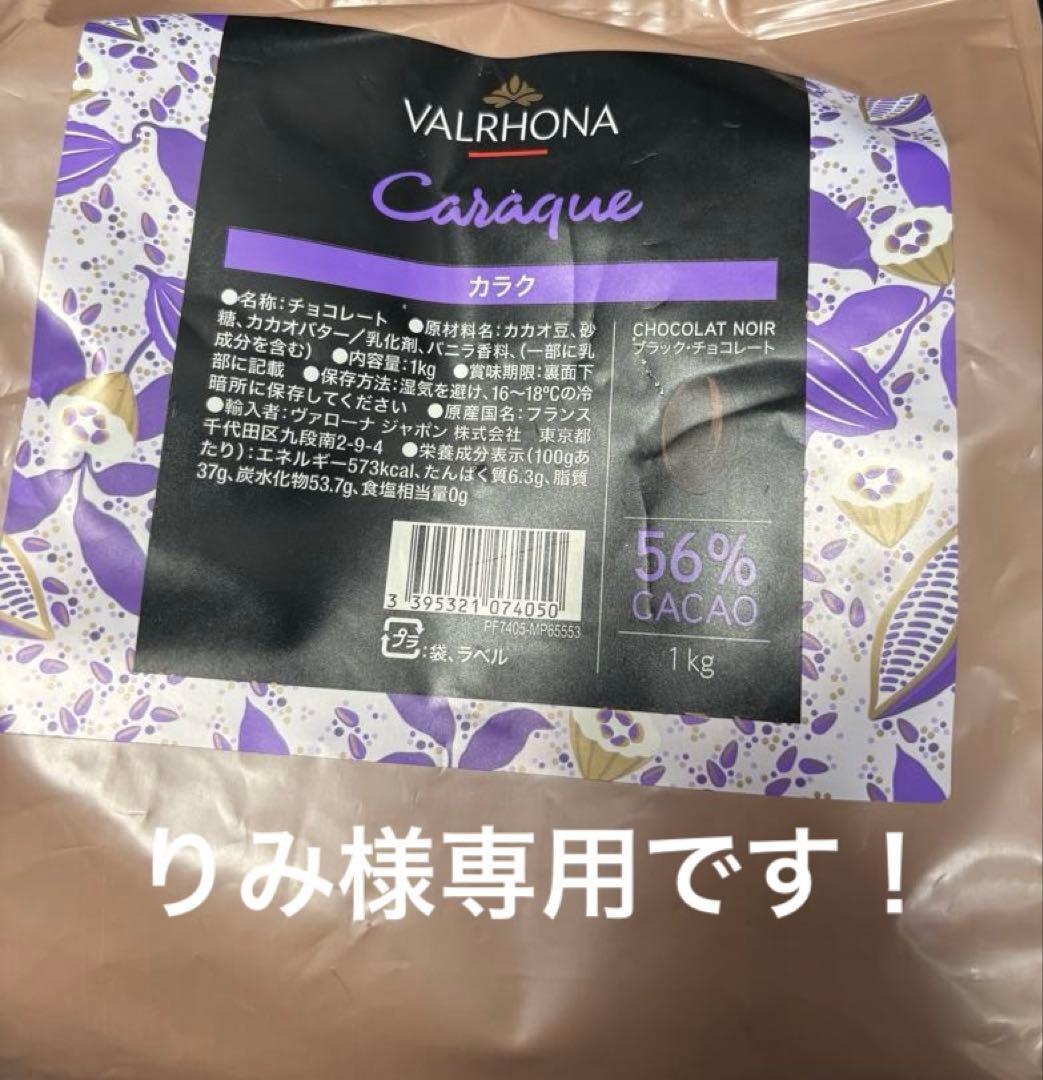 VALRHONA
Caraque
カラク
●名称:チョコレート ●原材料名:カカオ豆、砂
糖、カカオバター/乳化剤、バニラ香料、(一部に乳
成分を含む) ●内容量:1kg ●賞味期限:裏面下
部に記載 ●保存方法:湿気を避け、16~18℃の冷
暗所に保存してください ●原産国名:フランス
●輸入者:ヴァローナ ジャポン 株式会社 東京都
千代田区九段南2-9-4 ●栄養成分表示(100gあ
たり):エネルギー573kcal、たんぱく質6.3g、脂質
37g、炭水化物53.7g、食塩相当量0g
3 395321 074050
PF7405-MP65553
プラ:袋、ラベル
CHOCOLAT NOIR
ブラック・チョコレート
56%
CACAO
1kg
りみ様専用です!